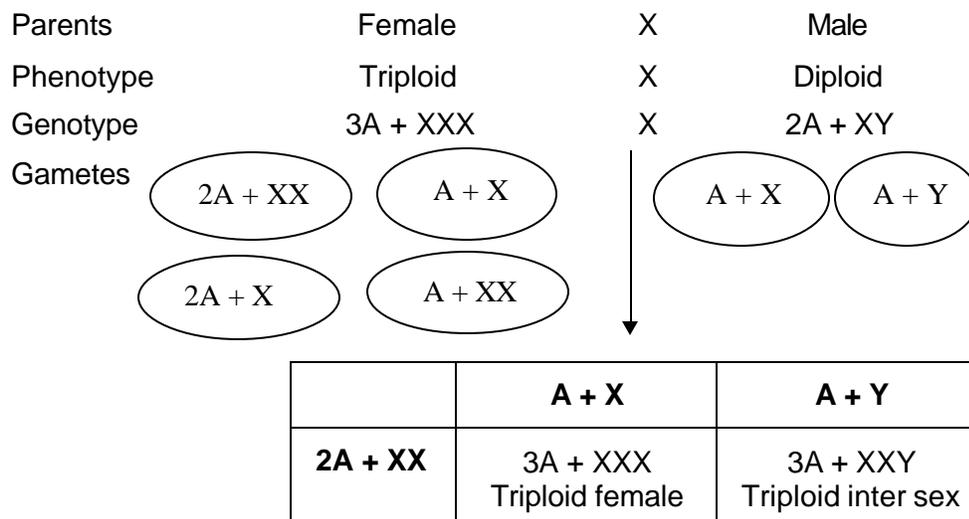 Parents Female X Male
Phenotype Triploid X Diploid
Genotype 3A + XXX X 2A + XY
Gametes 2A + XX A + X A + X A + Y
2A + X A + XX
A + X A + Y
2A + XX 3A + XXX 3A + XXY
Triploid female Triploid inter sex